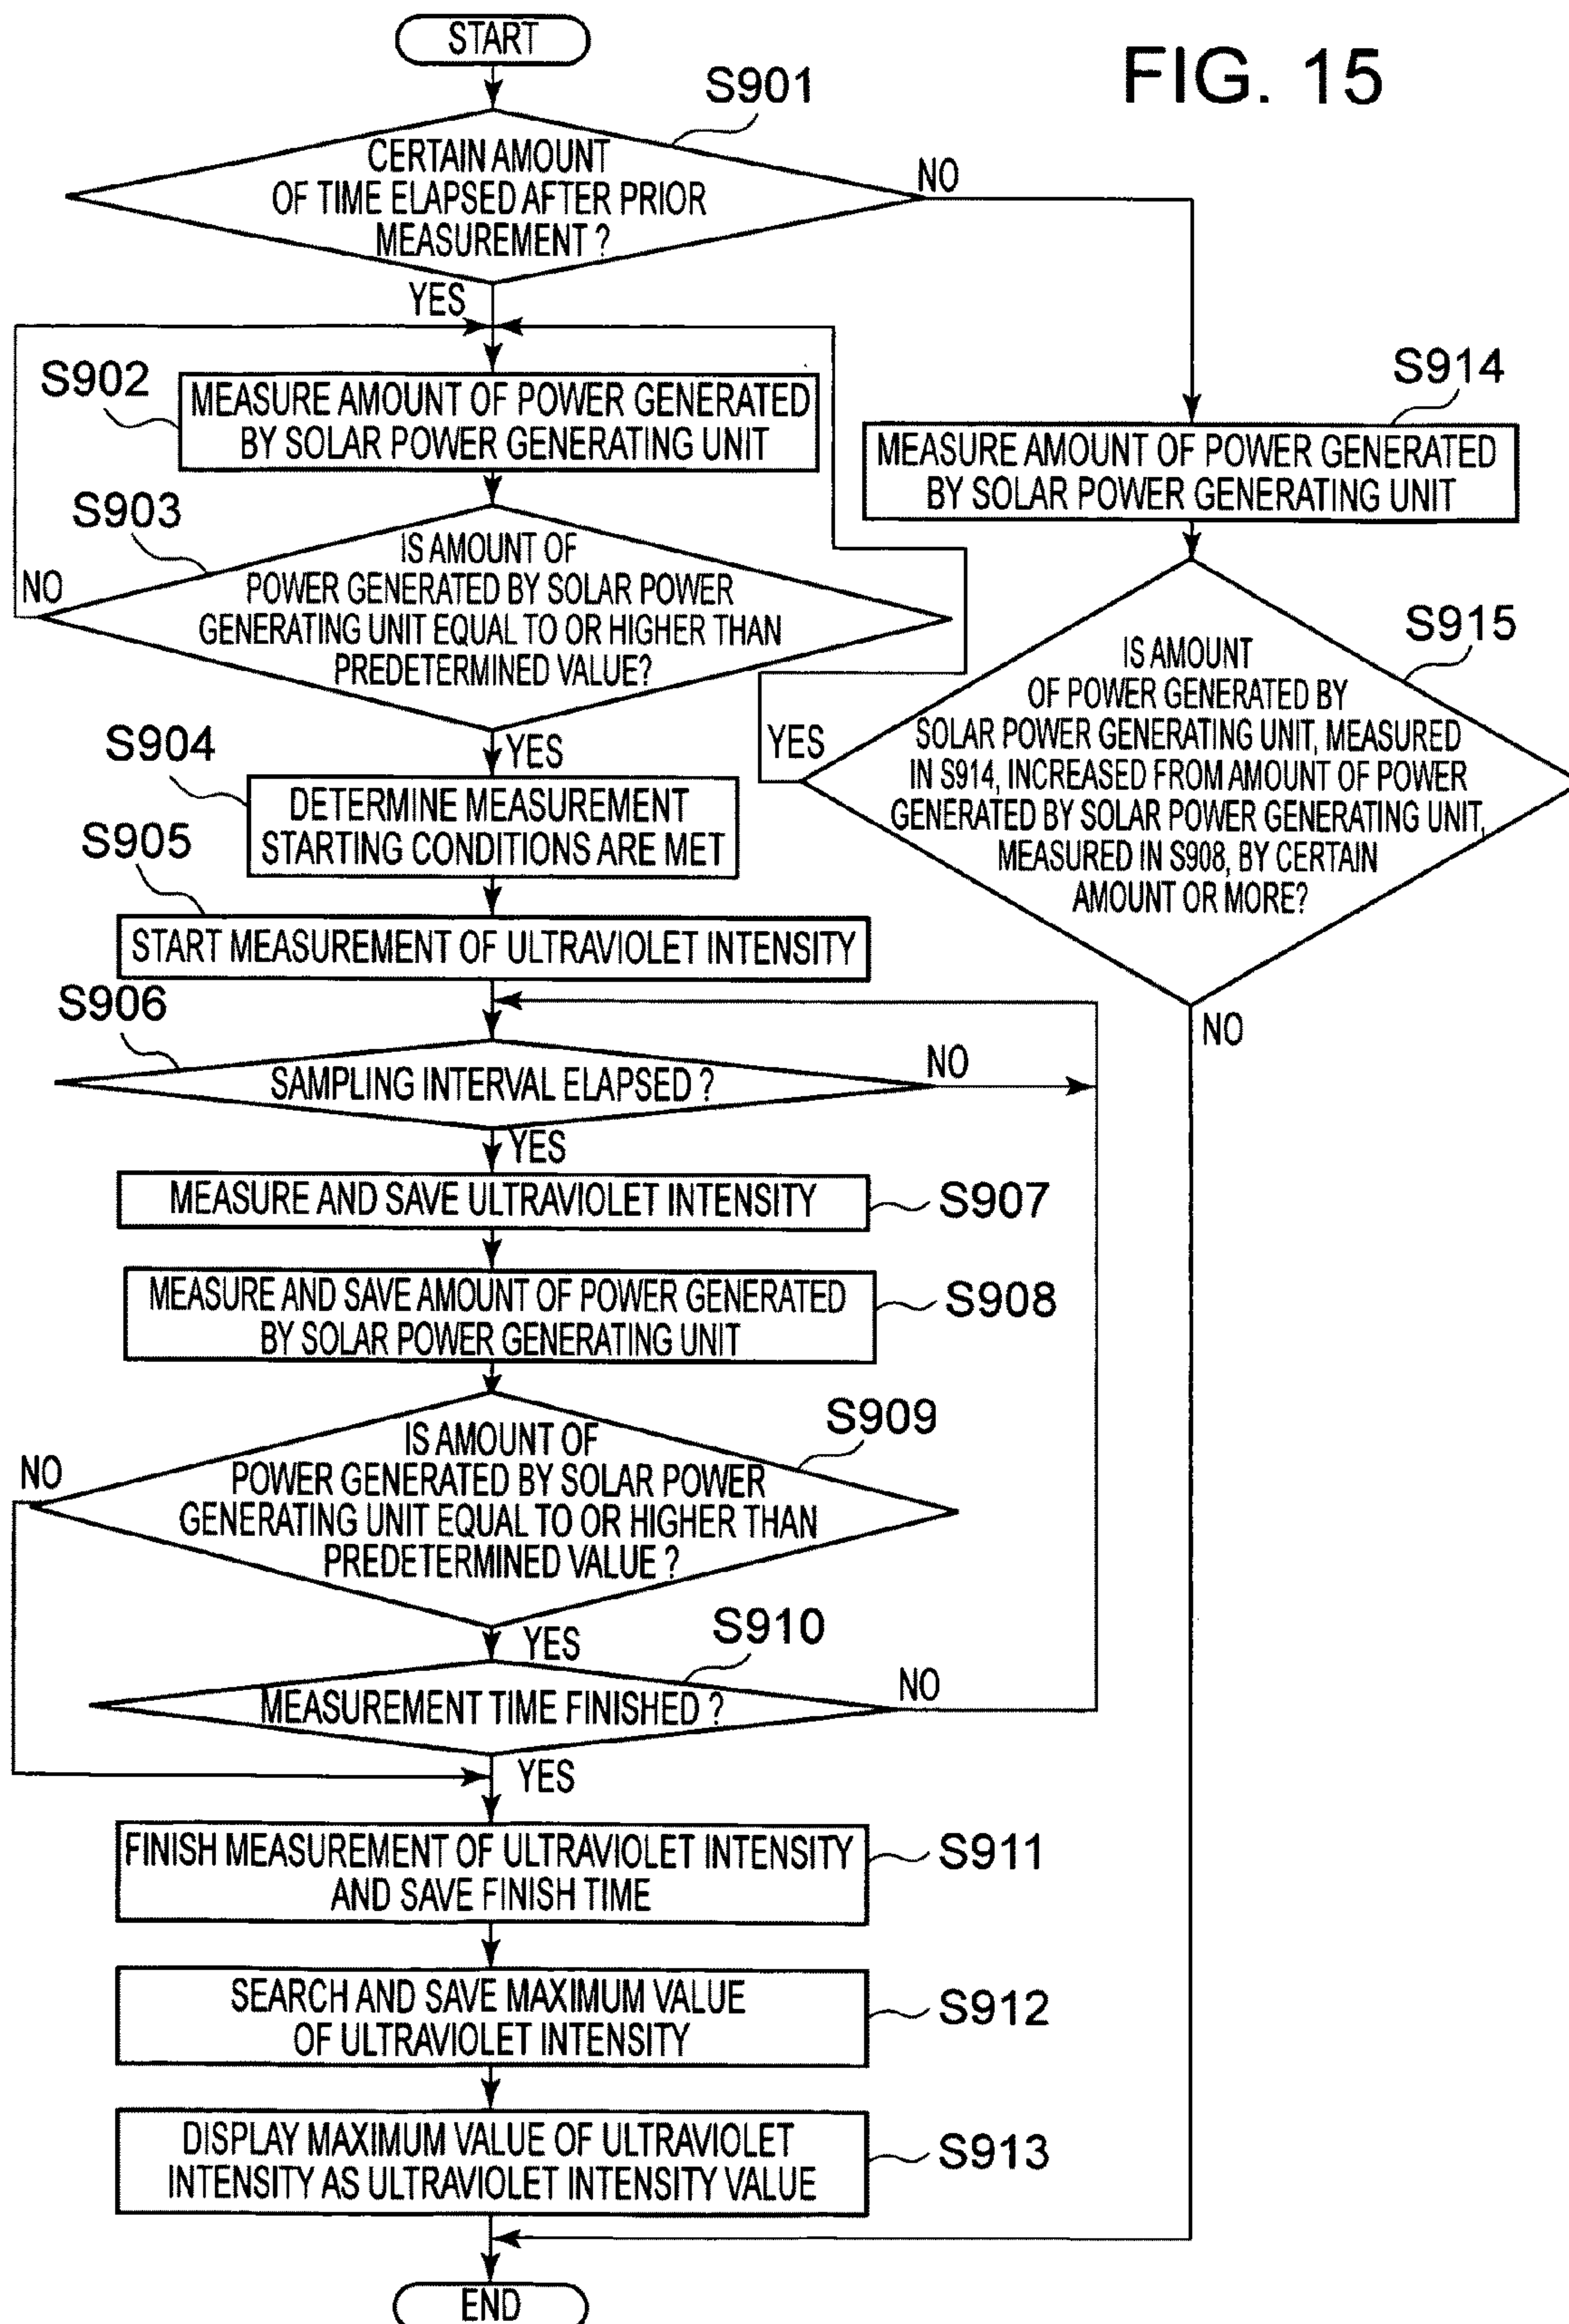 FIG. 15
START
S901
CERTAIN AMOUNT
OF TIME ELAPSED AFTER PRIOR
MEASUREMENT ?
NO
YES
S902
MEASURE AMOUNT OF POWER GENERATED
BY SOLAR POWER GENERATING UNIT
S903
IS AMOUNT OF
POWER GENERATED BY SOLAR POWER
GENERATING UNIT EQUAL TO OR HIGHER THAN
PREDETERMINED VALUE?
NO
YES
S904
DETERMINE MEASUREMENT
STARTING CONDITIONS ARE MET
S905
START MEASUREMENT OF ULTRAVIOLET INTENSITY
S906
SAMPLING INTERVAL ELAPSED ?
NO
YES
MEASURE AND SAVE ULTRAVIOLET INTENSITY
S907
MEASURE AND SAVE AMOUNT OF POWER GENERATED
BY SOLAR POWER GENERATING UNIT
S908
S909
IS AMOUNT OF
POWER GENERATED BY SOLAR POWER
GENERATING UNIT EQUAL TO OR HIGHER THAN
PREDETERMINED VALUE ?
NO
YES
S910
MEASUREMENT TIME FINISHED ?
NO
YES
FINISH MEASUREMENT OF ULTRAVIOLET INTENSITY
AND SAVE FINISH TIME
S911
SEARCH AND SAVE MAXIMUM VALUE
OF ULTRAVIOLET INTENSITY
S912
DISPLAY MAXIMUM VALUE OF ULTRAVIOLET
INTENSITY AS ULTRAVIOLET INTENSITY VALUE
S913
END
S914
MEASURE AMOUNT OF POWER GENERATED
BY SOLAR POWER GENERATING UNIT
S915
IS AMOUNT
OF POWER GENERATED BY
SOLAR POWER GENERATING UNIT, MEASURED
IN S914, INCREASED FROM AMOUNT OF POWER
GENERATED BY SOLAR POWER GENERATING UNIT,
MEASURED IN S908, BY CERTAIN
AMOUNT OR MORE?
YES
NO